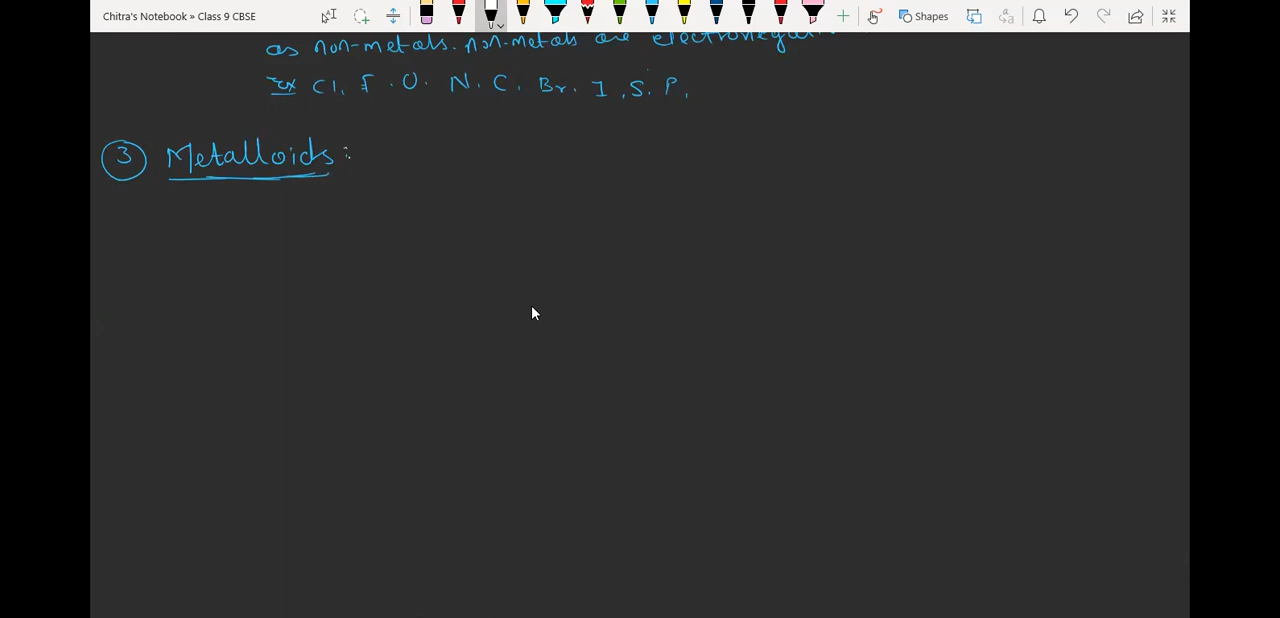 Chitra's Notebook » Class 9 CBSE
Shapes
as non-metals. non-metals are
Ex Cl, F, O, N, C, Br, I, S, P,
③ Metalloids :